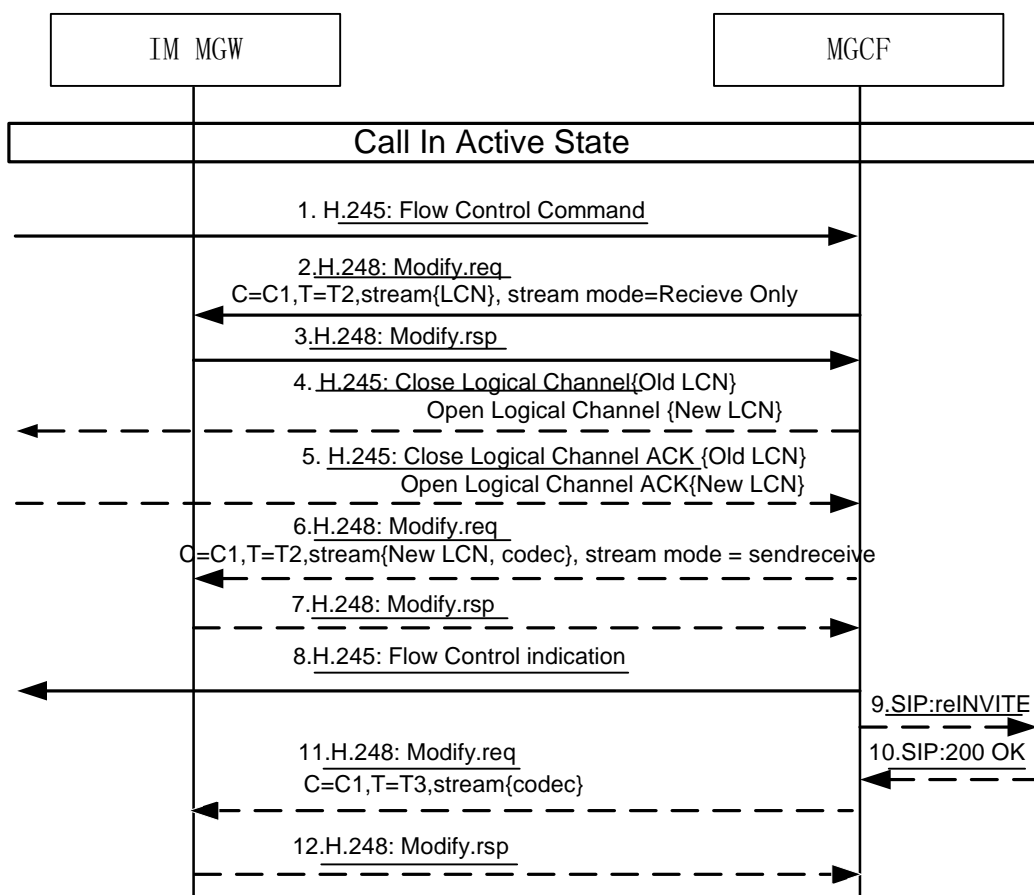 IM MGW
MGCF
Call In Active State
1. H.245: Flow Control Command
2.H.248: Modify.req
C=C1,T=T2,stream{LCN}, stream mode=Recieve Only
3.H.248: Modify.rsp
4. H.245: Close Logical Channel{Old LCN}
Open Logical Channel {New LCN}
5. H.245: Close Logical Channel ACK {Old LCN}
Open Logical Channel ACK{New LCN}
6.H.248: Modify.req
C=C1,T=T2,stream{New LCN, codec}, stream mode = sendreceive
7.H.248: Modify.rsp
8.H.245: Flow Control indication
9.SIP:reINVITE
10.SIP:200 OK
11.H.248: Modify.req
C=C1,T=T3,stream{codec}
12.H.248: Modify.rsp